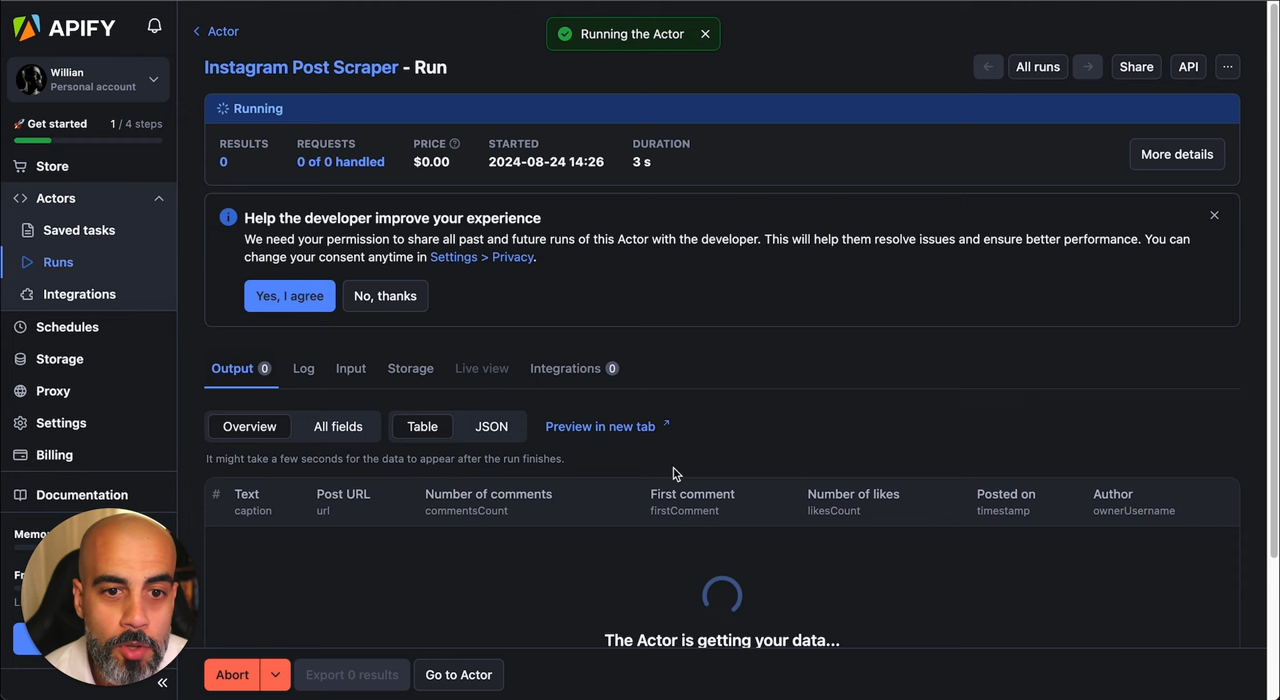 APIFY
Willian
Personal account
🚀 Get started 1 / 4 steps
Store
Actors
Saved tasks
Runs
Integrations
Schedules
Storage
Proxy
Settings
Billing
Documentation
Actor
Running the Actor
Instagram Post Scraper - Run
All runs
Share
API
Running
RESULTS REQUESTS PRICE STARTED DURATION
0 0 of 0 handled $0.00 2024-08-24 14:26 3 s
More details
Help the developer improve your experience
We need your permission to share all past and future runs of this Actor with the developer. This will help them resolve issues and ensure better performance. You can
change your consent anytime in Settings > Privacy.
Yes, I agree No, thanks
Output 0 Log Input Storage Live view Integrations 0
Overview All fields Table JSON Preview in new tab
It might take a few seconds for the data to appear after the run finishes.
# Text Post URL Number of comments First comment Number of likes Posted on Author
caption url commentsCount firstComment likesCount timestamp ownerUsername
The Actor is getting your data...
Abort Export 0 results Go to Actor